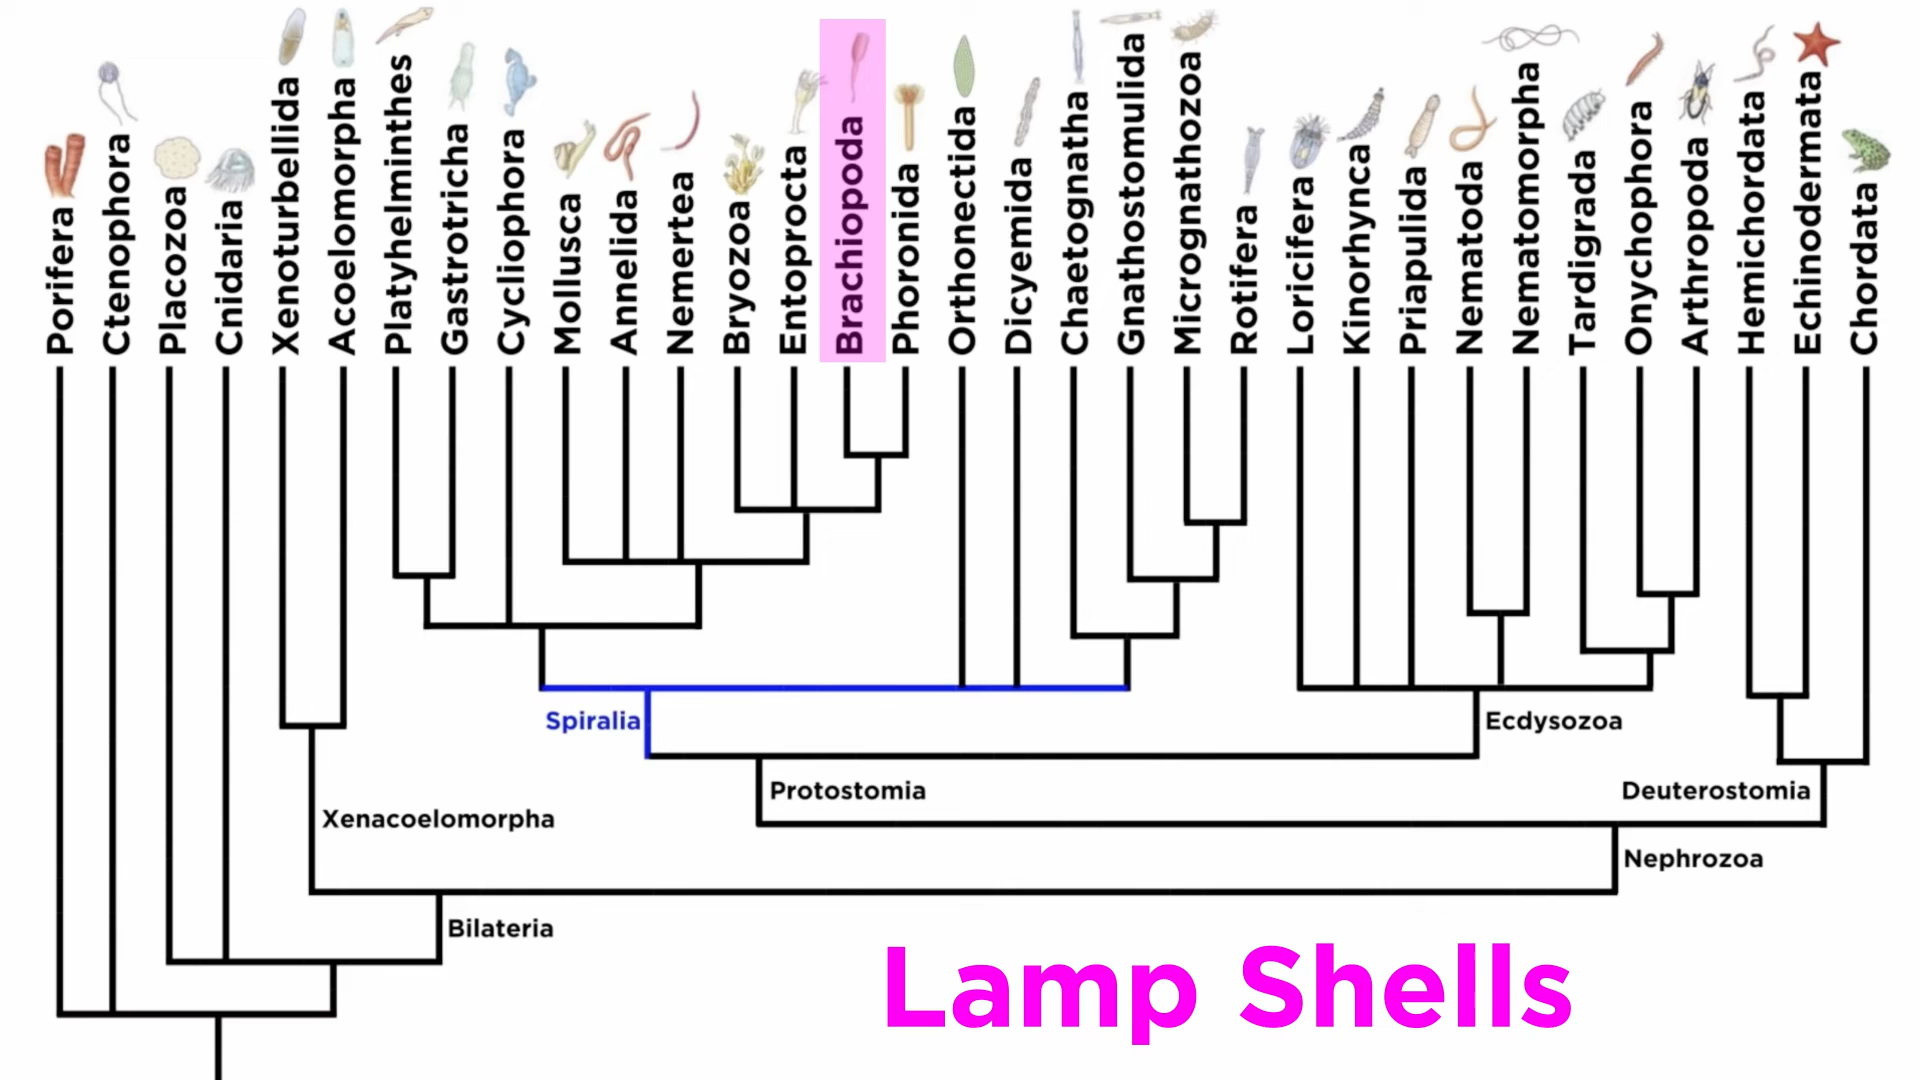 Porifera
Ctenophora
Placozoa
Cnidaria
Xenoturbellida
Acoelomorpha
Platyhelminthes
Gastrotricha
Cycliophora
Mollusca
Annelida
Nemertea
Bryozoa
Entoprocta
Brachiopoda
Phoronida
Orthonectida
Dicyemida
Chaetognatha
Gnathostomulida
Micrognathozoa
Rotifera
Loricifera
Kinorhynca
Priapulida
Nematoda
Nematomorpha
Tardigrada
Onychophora
Arthropoda
Hemichordata
Echinodermata
Chordata
Spiralia
Ecdysozoa
Protostomia
Deuterostomia
Xenacoelomorpha
Nephrozoa
Bilateria
Lamp Shells